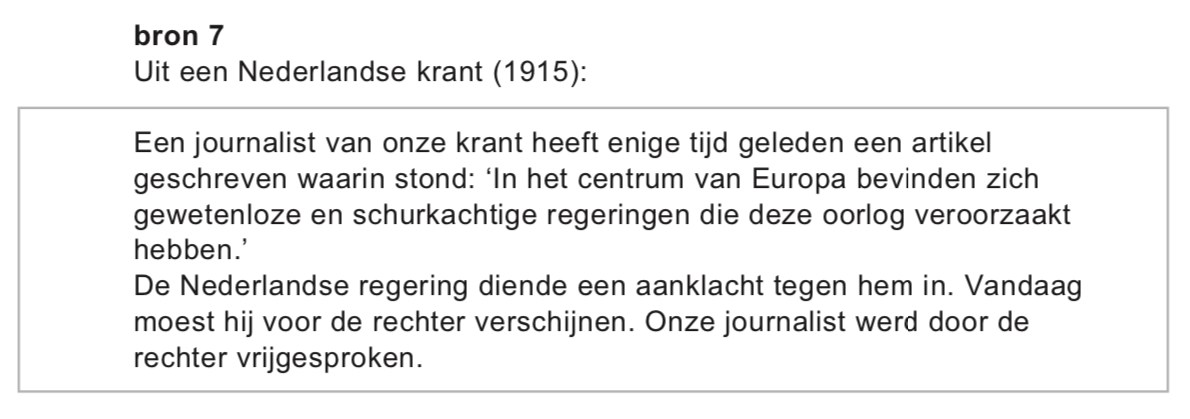 bron 7
Uit een Nederlandse krant (1915):
Een journalist van onze krant heeft enige tijd geleden een artikel
geschreven waarin stond: ‘In het centrum van Europa bevinden zich
gewetenloze en schurkachtige regeringen die deze oorlog veroorzaakt
hebben.’
De Nederlandse regering diende een aanklacht tegen hem in. Vandaag
moest hij voor de rechter verschijnen. Onze journalist werd door de
rechter vrijgesproken.